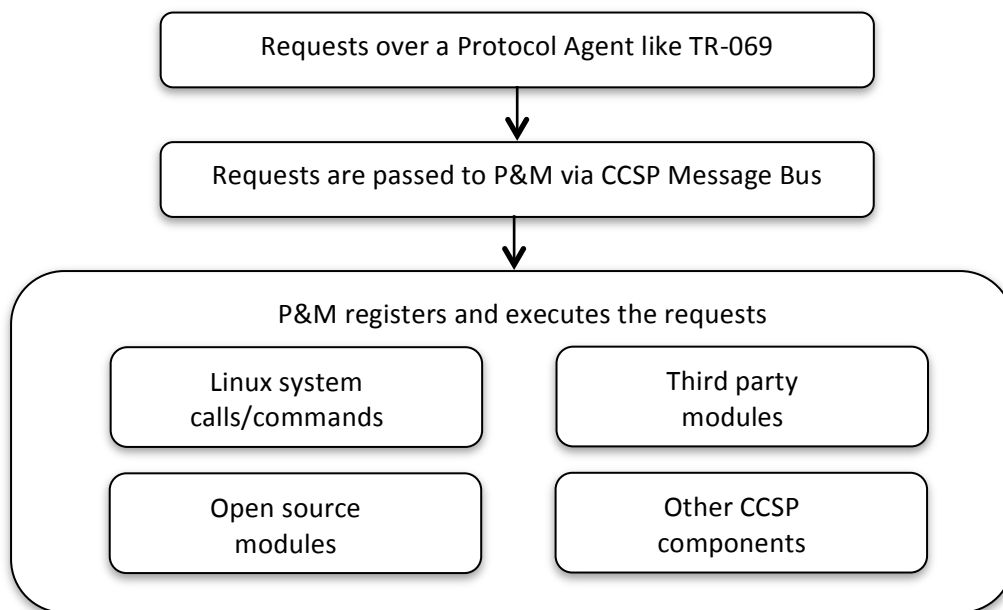 Requests over a Protocol Agent like TR-069
Requests are passed to P&M via CCSP Message Bus
P&M registers and executes the requests
Linux system
calls/commands
Third party
modules
Open source
modules
Other CCSP
components